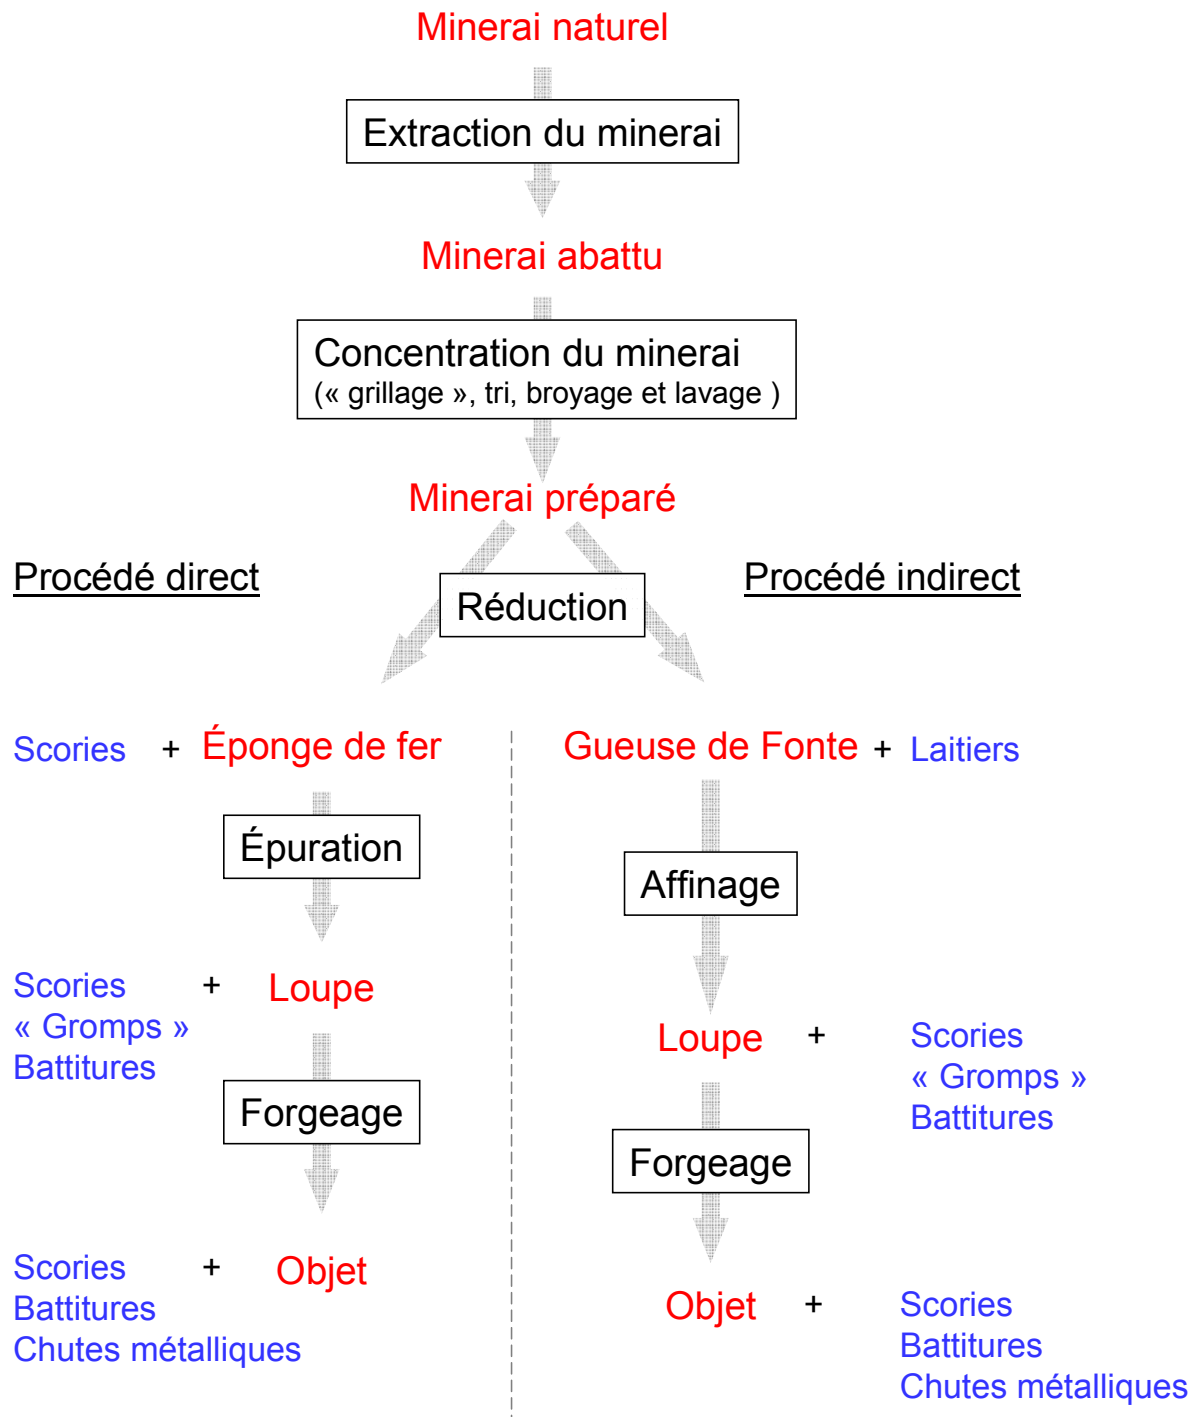 Minerai naturel
Extraction du minerai
Minerai abattu
Concentration du minerai
(« grillage », tri, broyage et lavage )
Minerai préparé
Procédé direct
Réduction
Procédé indirect
Scories + Éponge de fer
Gueuse de Fonte + Laitiers
Épuration
Affinage
Scories + Loupe
« Gromps »
Battitures
Loupe + Scories
« Gromps »
Battitures
Forgeage
Forgeage
Scories + Objet
Battitures
Chutes métalliques
Objet + Scories
Battitures
Chutes métalliques